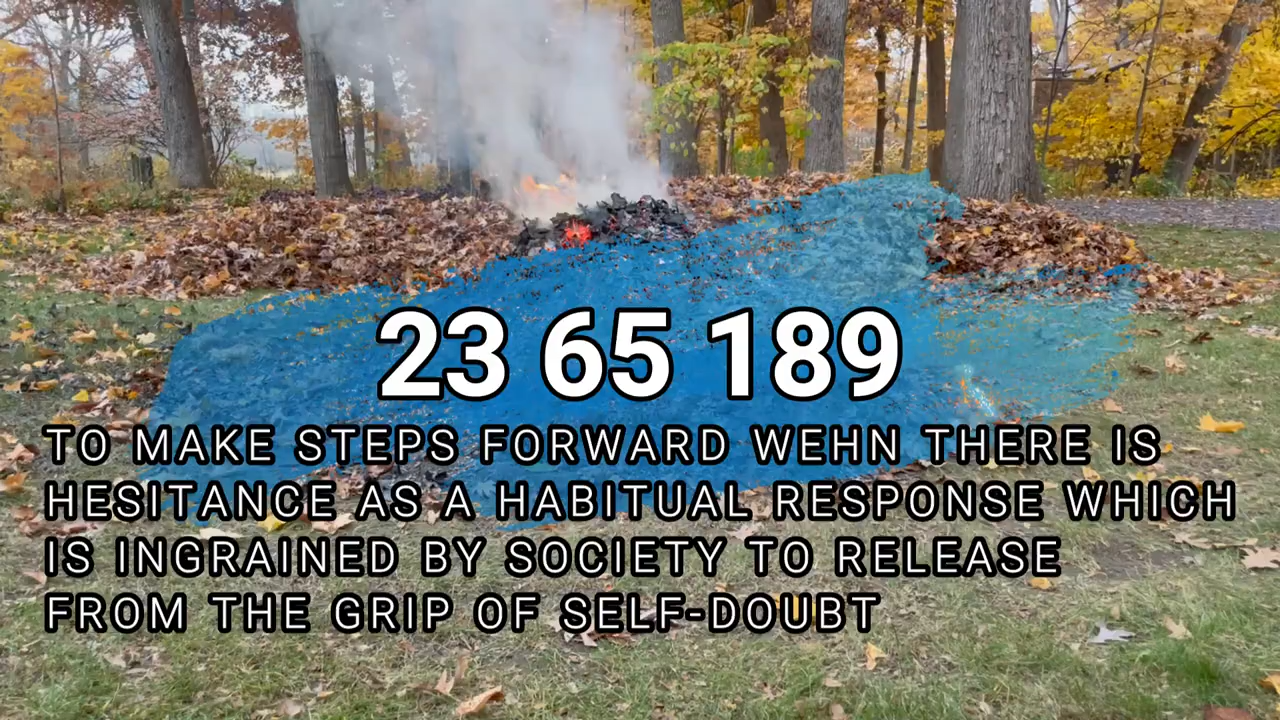 23 65 189
TO MAKE STEPS FORWARD WEHN THERE IS
HESITANCE AS A HABITUAL RESPONSE WHICH
IS INGRAINED BY SOCIETY TO RELEASE
FROM THE GRIP OF SELF-DOUBT